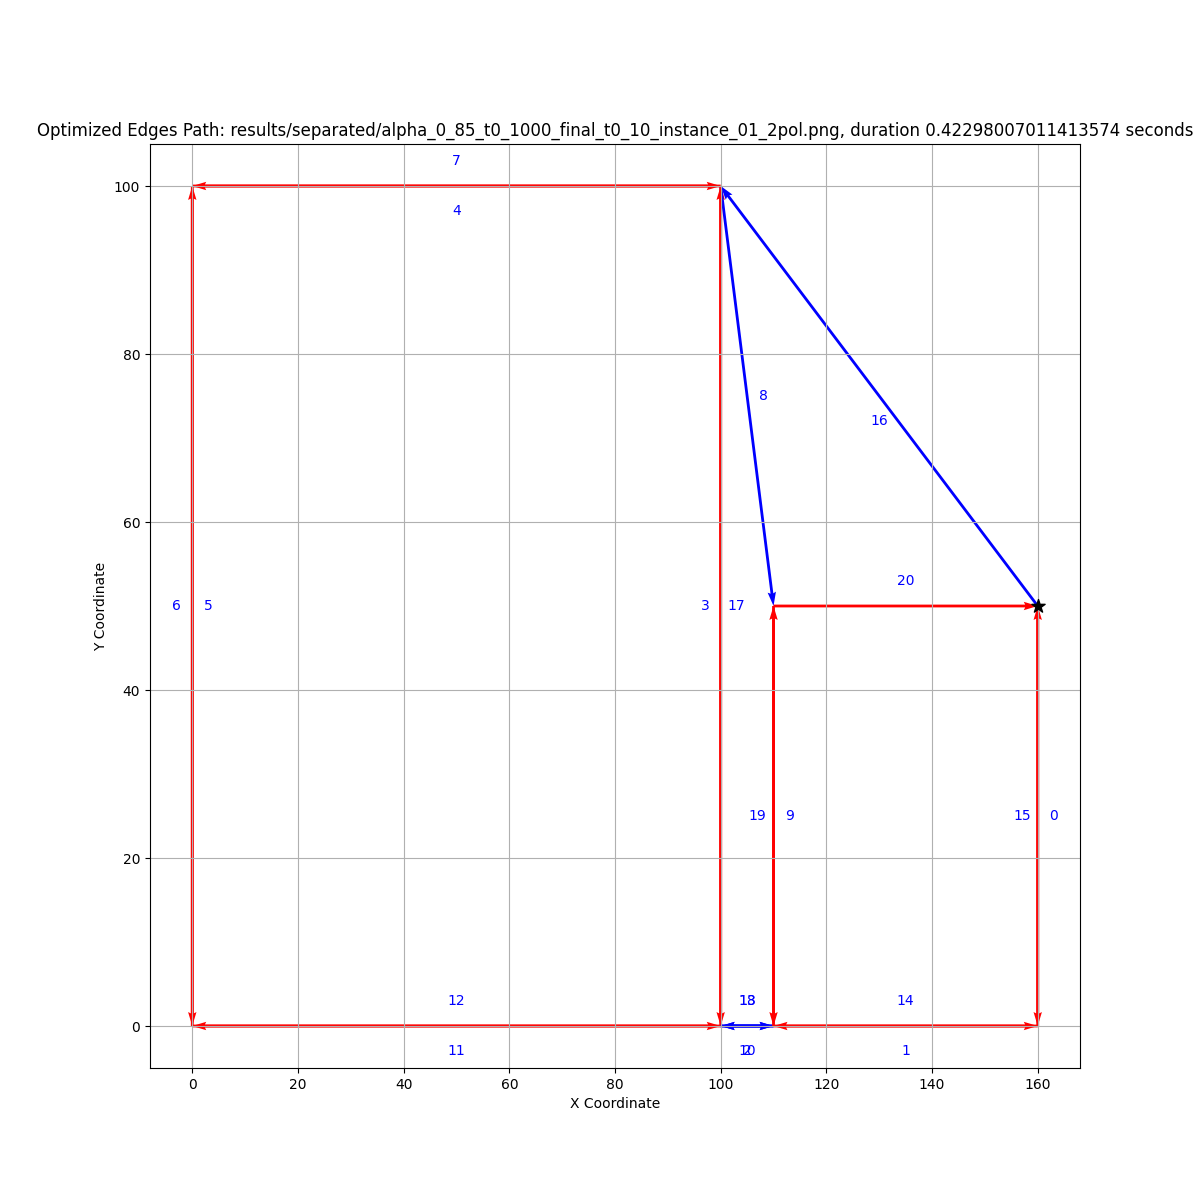 Optimized Edges Path: results/separated/alpha_0_85_t0_1000_final_t0_10_instance_01_2pol.png, duration 0.42298007011413574 seconds
7
100
4
80
8
16
60
20
Y Coordinate
6 5 3 17
40
19 9 15 0
20
12 14
0
11 1
0 20 40 60 80 100 120 140 160
X Coordinate